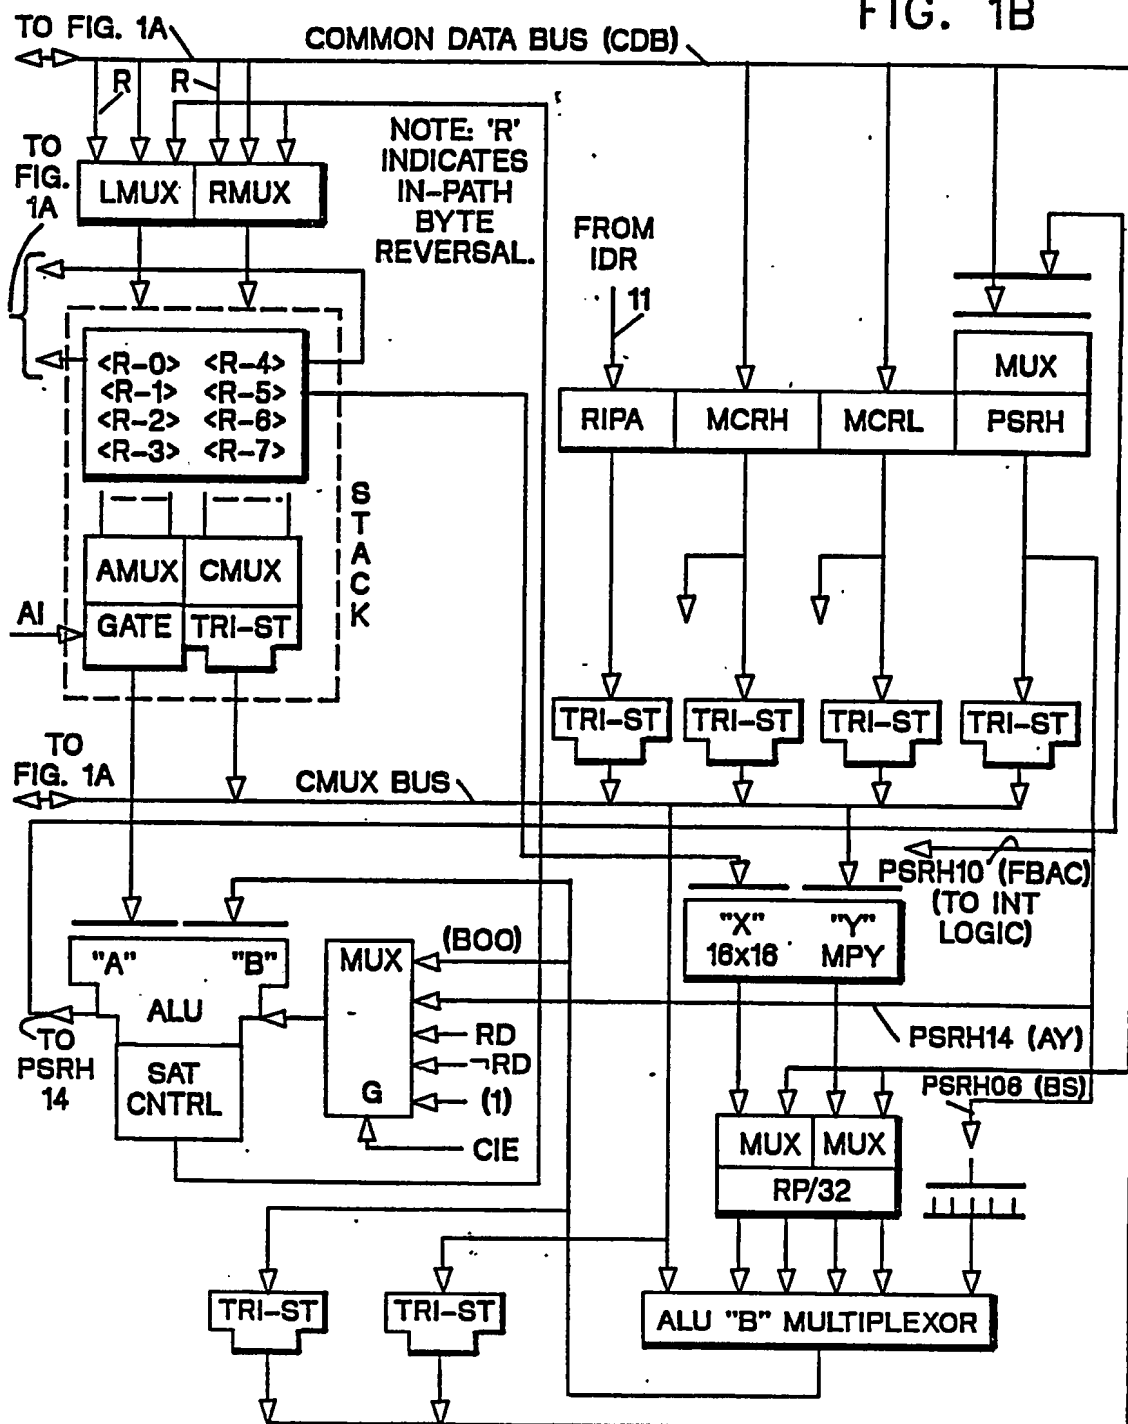 FIG. 1B
TO FIG. 1A
COMMON DATA BUS (CDB)
R
R
NOTE: 'R'
INDICATES
IN-PATH
BYTE
REVERSAL.
TO
FIG.
1A
LMUX
RMUX
FROM
IDR
11
<R-0> <R-4>
<R-1> <R-5>
<R-2> <R-6>
<R-3> <R-7>
MUX
RIPA
MCRH
MCRL
PSRH
STACK
AMUX
CMUX
AI
GATE
TRI-ST
TRI-ST
TRI-ST
TRI-ST
TRI-ST
TO
FIG. 1A
CMUX BUS
PSRH10 (FBAC)
(TO INT
LOGIC)
"X"
16x16
"Y"
MPY
"A"
"B"
ALU
MUX
(B00)
RD
¬RD
G
(1)
CIE
PSRH14 (AY)
TO
PSRH
14
SAT
CNTRL
PSRH06 (BS)
MUX
MUX
RP/32
TRI-ST
TRI-ST
ALU "B" MULTIPLEXOR